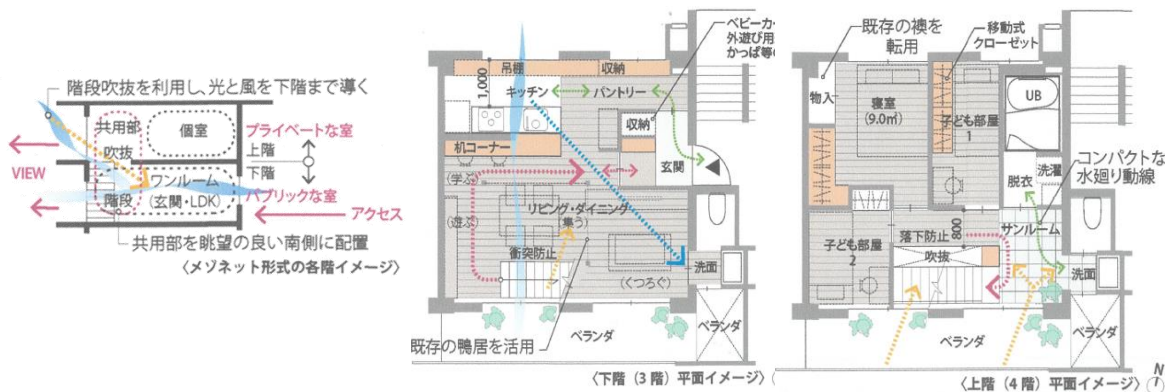 階段吹抜を利用し、光と風を下階まで導く
共用部
吹抜
個室
プライベートな室
上階
下階
VIEW
ワンルーム
(玄関・LDK)
階段
パブリックな室
アクセス
共用部を眺望の良い南側に配置
〈メゾネット形式の各階イメージ〉
ベビーカ
外遊び用
かっぱ等
吊棚
収納
1,000
キッチン
パントリー
収納
机コーナー
玄関
(学ぶ)
(遊ぶ)
リビング・ダイニング
(集う)
衝突防止
(くつろぐ)
洗面
ベランダ
ベランダ
既存の鴨居を活用
〈下階(3階)平面イメージ〉
既存の襖を
転用
移動式
クローゼット
物入
寝室
(9.0㎡)
子ども部屋
1
UB
洗濯
脱衣
コンパクトな
水廻り動線
子ども部屋
2
落下防止
800
サンルーム
吹抜
洗面
ベランダ
ベランダ
〈上階(4階)平面イメージ〉
N